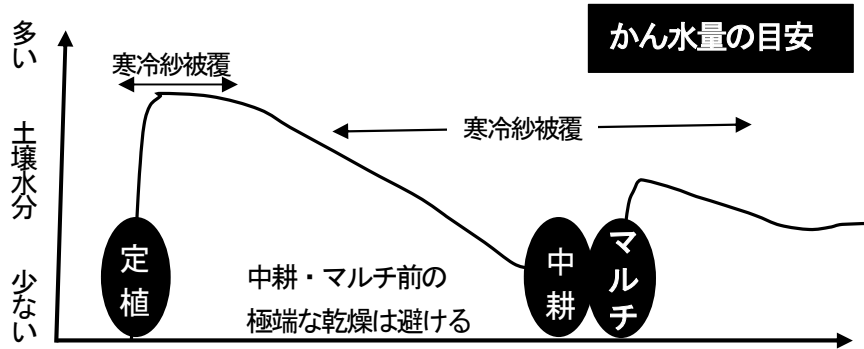 かん水量の目安
多い　土壌水分　少ない
寒冷紗被覆
寒冷紗被覆
定植
中耕・マルチ前の
極端な乾燥は避ける
中耕
マルチ